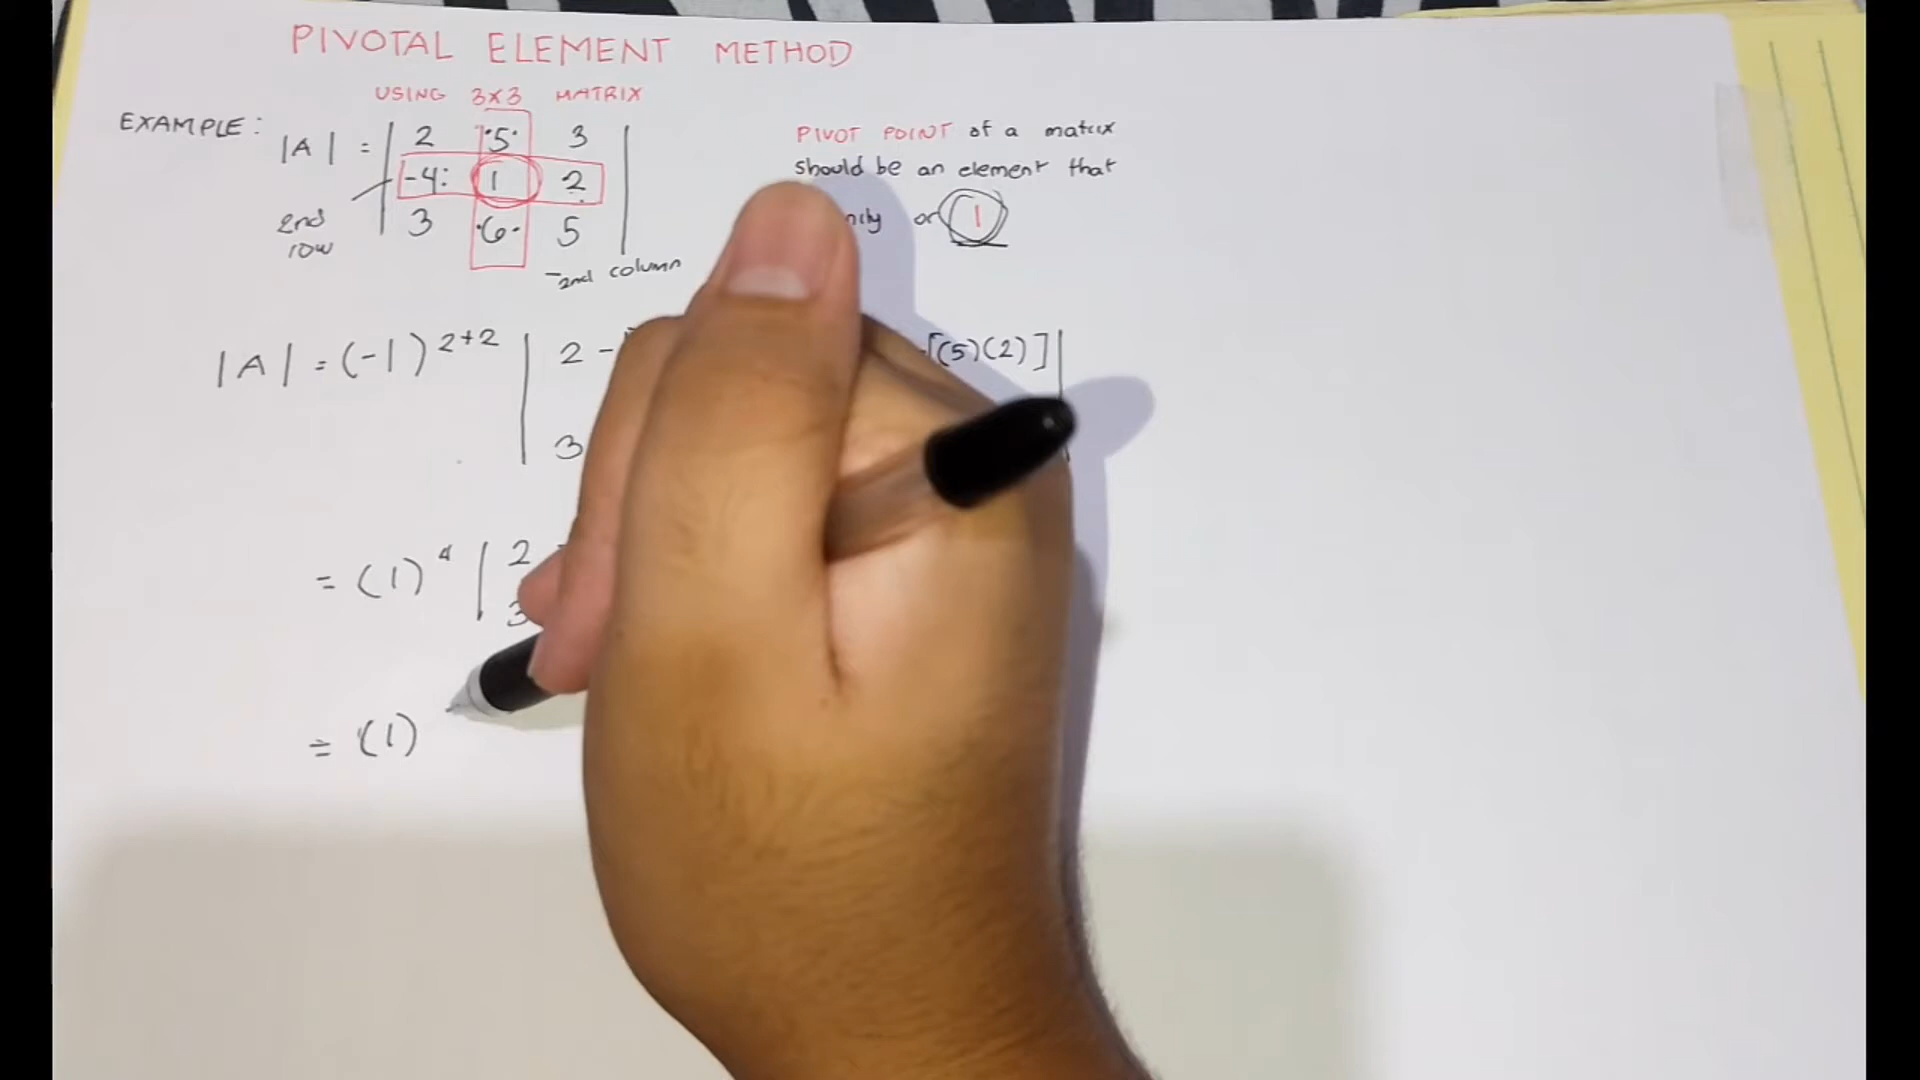 PIVOTAL ELEMENT METHOD
USING 3X3 MATRIX
EXAMPLE:
|A| = | 2 5 3 |
-4 1 2
3 6 5
2nd
row
2nd column
PIVOT POINT of a matrix
should be an element that
or 1
|A| = (-1)^2+2 | 2 - [(5)(2)] |
3
= (1)^4 | 2
3
= (1)